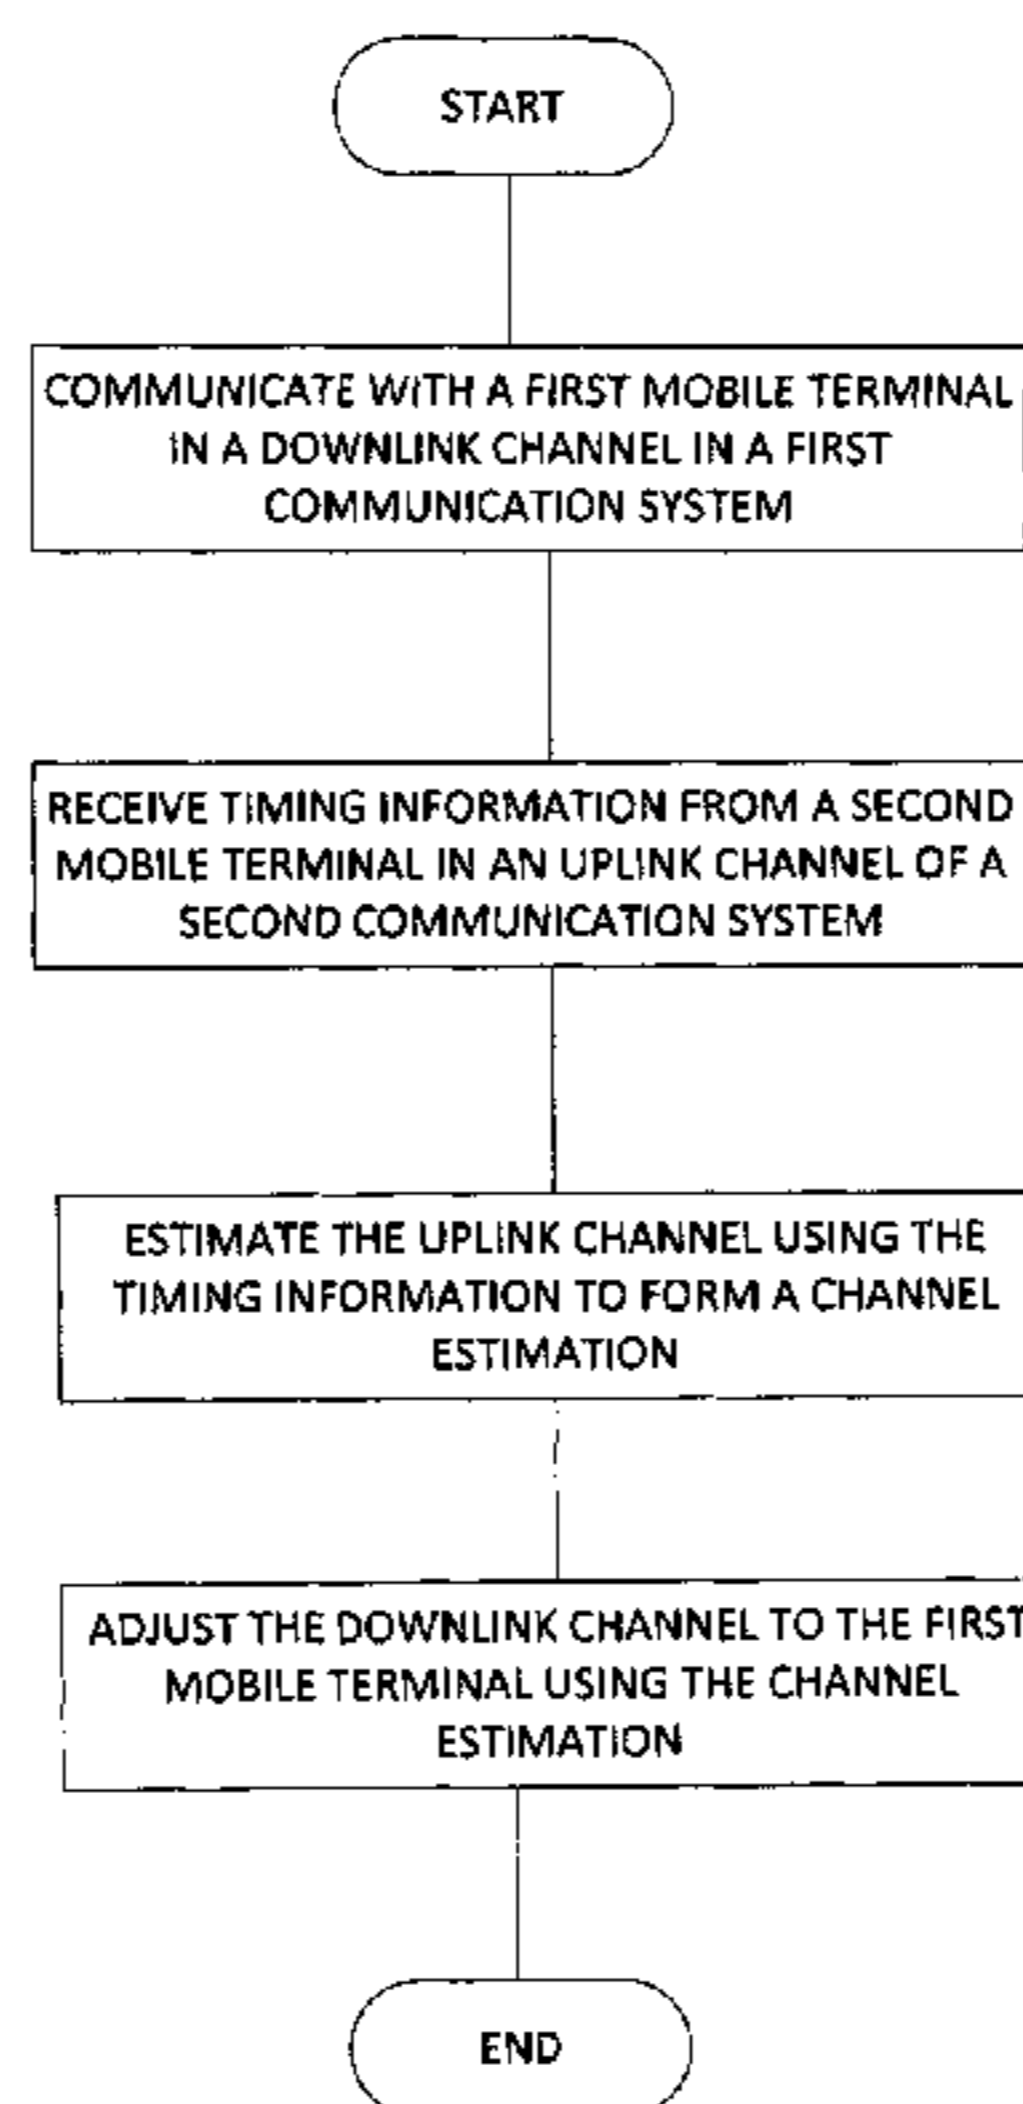 START
COMMUNICATE WITH A FIRST MOBILE TERMINAL
IN A DOWNLINK CHANNEL IN A FIRST
COMMUNICATION SYSTEM
RECEIVE TIMING INFORMATION FROM A SECOND
MOBILE TERMINAL IN AN UPLINK CHANNEL OF A
SECOND COMMUNICATION SYSTEM
ESTIMATE THE UPLINK CHANNEL USING THE
TIMING INFORMATION TO FORM A CHANNEL
ESTIMATION
ADJUST THE DOWNLINK CHANNEL TO THE FIRST
MOBILE TERMINAL USING THE CHANNEL
ESTIMATION
END